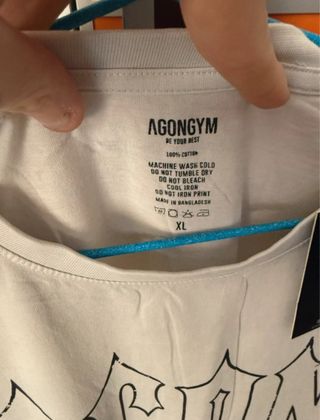 AGONGYM
BE YOUR BEST
100% COTTON
MACHINE WASH COLD
DO NOT TUMBLE DRY
DO NOT BLEACH
COOL IRON
DO NOT IRON PRINT
MADE IN BANGLADESH
XL